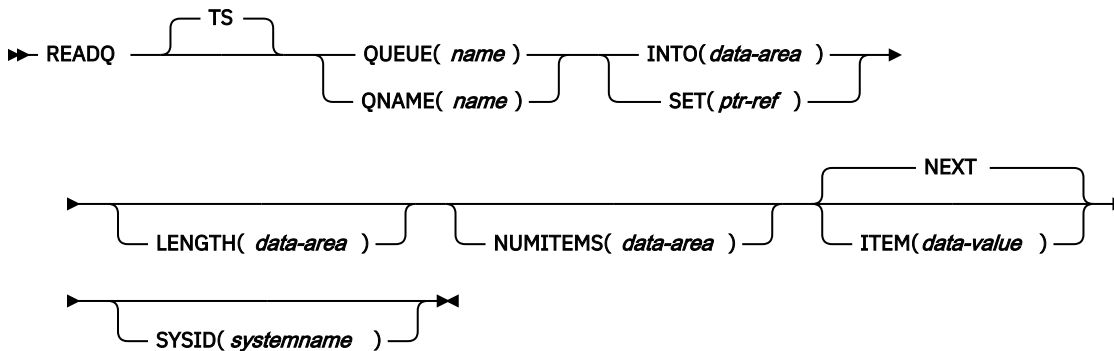 TS
READQ QUEUE( name ) INTO( data-area )
QNAME( name ) SET( ptr-ref )
NEXT
LENGTH( data-area ) NUMITEMS( data-area ) ITEM( data-value )
SYSID( systemname )